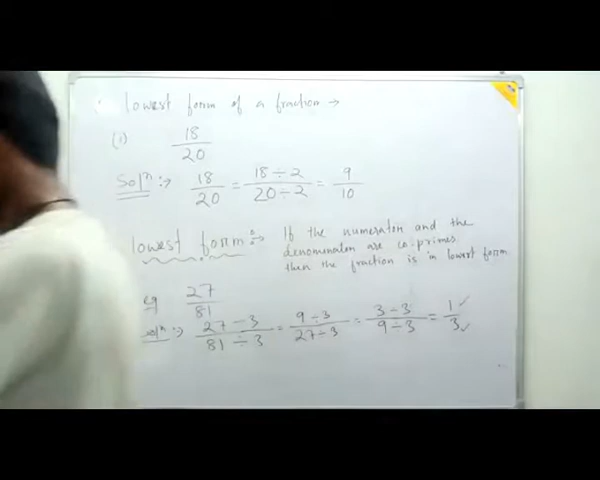 lowest form of a fraction →
(i) 18/20
Solⁿ :→ 18/20 = 18 ÷ 2/20 ÷ 2 = 9/10
lowest form :→ If the numeraton and the
denomenaton are co-primes
then the fraction is in lowest form
eg 27/81
Solⁿ :→ 27 ÷ 3/81 ÷ 3 = 9 ÷ 3/27 ÷ 3 = 3 ÷ 3/9 ÷ 3 = 1/3